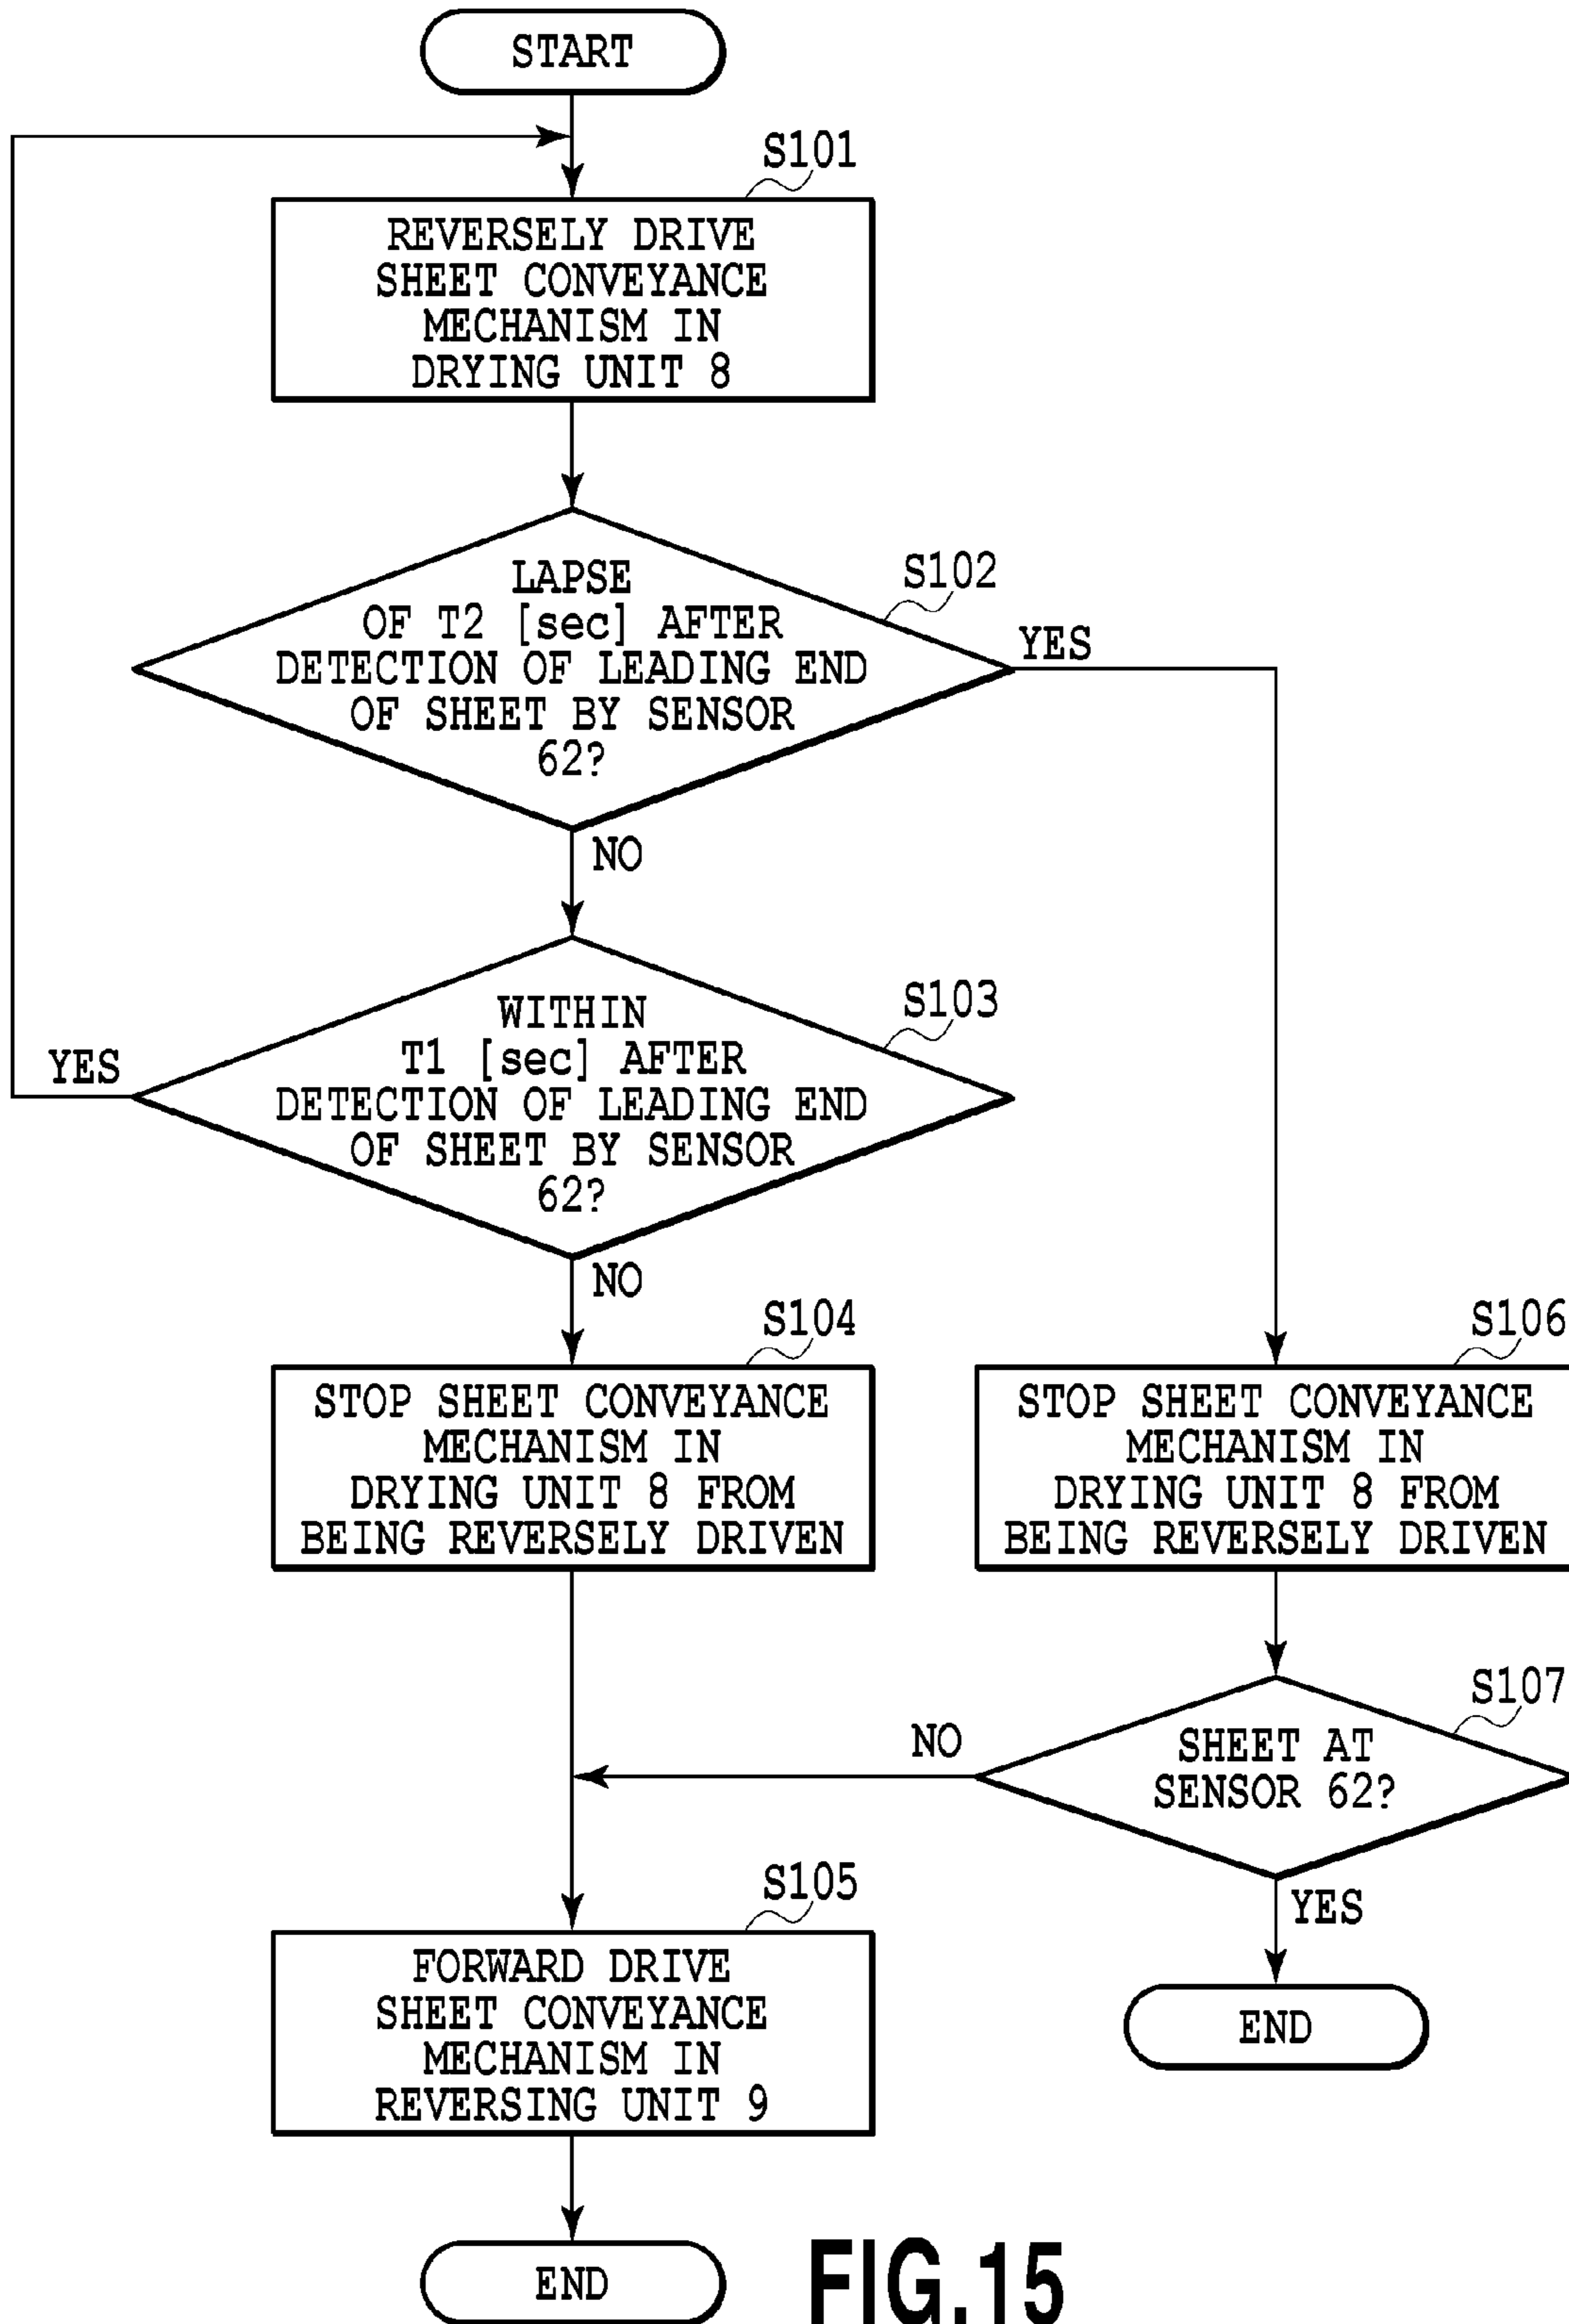 START
S101
REVERSELY DRIVE
SHEET CONVEYANCE
MECHANISM IN
DRYING UNIT 8
S102
LAPSE
OF T2 [sec] AFTER
DETECTION OF LEADING END
OF SHEET BY SENSOR
62?
YES
NO
S103
WITHIN
T1 [sec] AFTER
DETECTION OF LEADING END
OF SHEET BY SENSOR
62?
YES
NO
S104
STOP SHEET CONVEYANCE
MECHANISM IN
DRYING UNIT 8 FROM
BEING REVERSELY DRIVEN
S106
STOP SHEET CONVEYANCE
MECHANISM IN
DRYING UNIT 8 FROM
BEING REVERSELY DRIVEN
S107
SHEET AT
SENSOR 62?
NO
YES
END
S105
FORWARD DRIVE
SHEET CONVEYANCE
MECHANISM IN
REVERSING UNIT 9
END
FIG.15